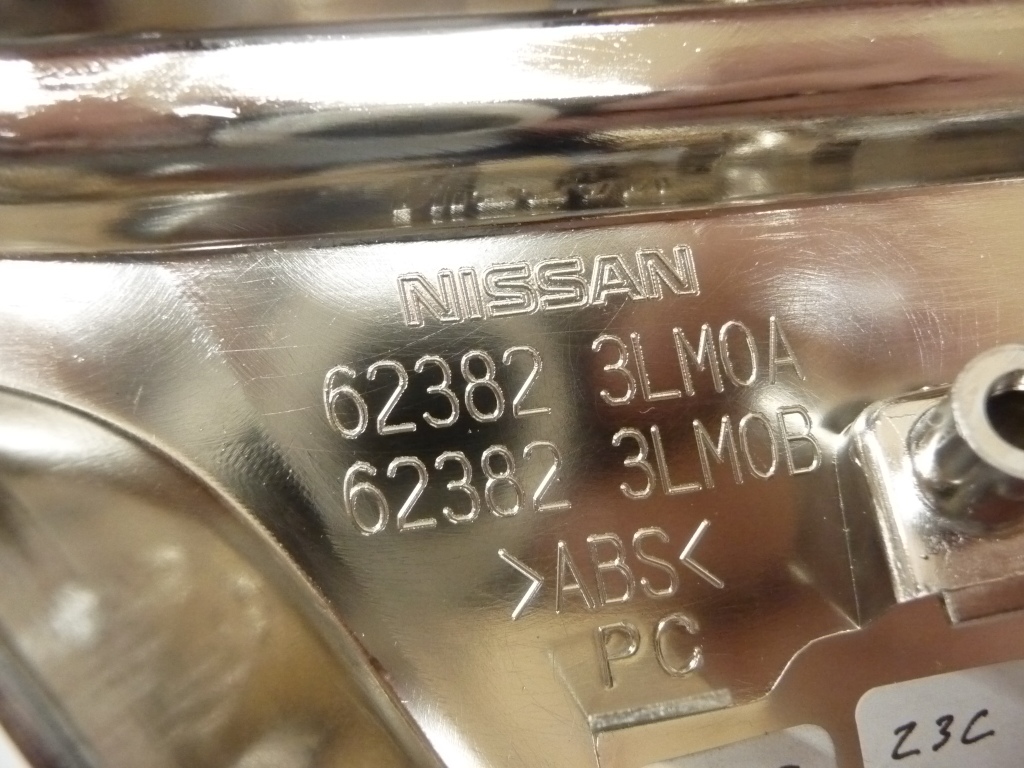 NISSAN
62382 3LM0A
62382 3LM0B
>ABS<
PC
23C